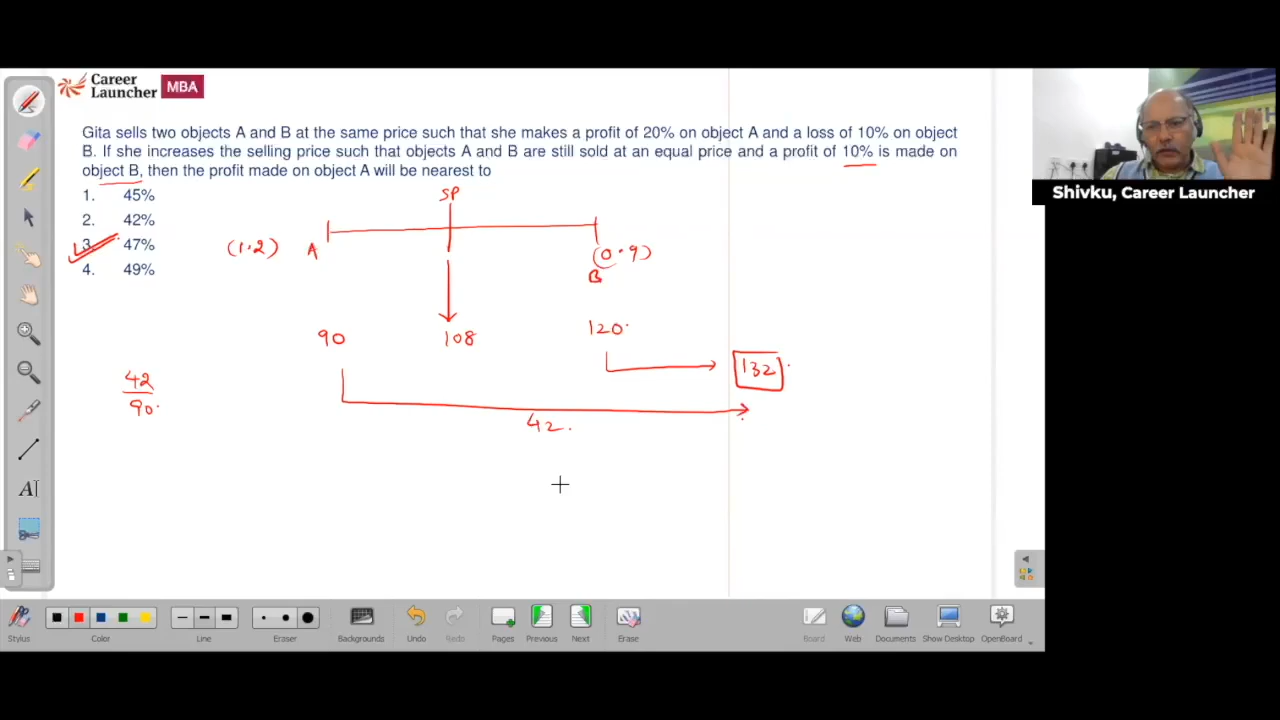 Career
Launcher
MBA
Gita sells two objects A and B at the same price such that she makes a profit of 20% on object A and a loss of 10% on object
B. If she increases the selling price such that objects A and B are still sold at an equal price and a profit of 10% is made on
object B, then the profit made on object A will be nearest to
1. 45%
2. 42%
3. 47%
4. 49%
SP
(1.2) A
(0.9)
B
90 108 120.
132.
42
90.
42.
Shivku, Career Launcher
AI
Stylus
Color
Line
Eraser
Backgrounds
Undo
Redo
Pages
Previous
Next
Erase
Board
Web
Documents
Show Desktop
OpenBoard